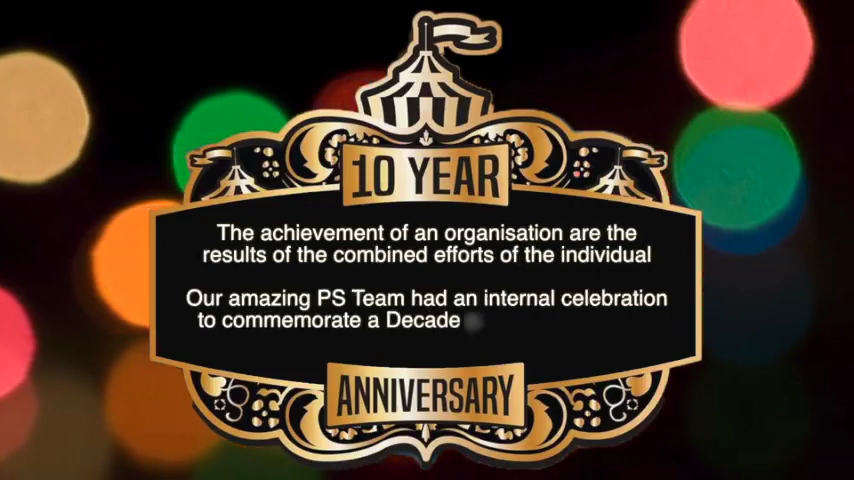 10 YEAR
The achievement of an organisation are the
results of the combined efforts of the individual
Our amazing PS Team had an internal celebration
to commemorate a Decade
ANNIVERSARY